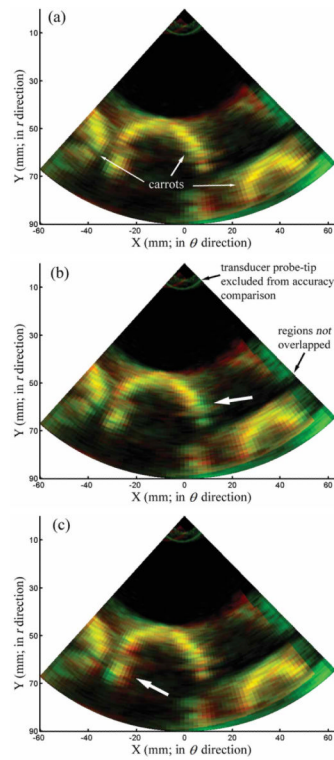 (a)
10
30
50
70
90
Y (mm; in r direction)
carrots
-60 -40 -20 0 20 40 60
X (mm; in θ direction)
(b)
transducer probe-tip
excluded from accuracy
comparison
regions not
overlapped
10
30
50
70
90
Y (mm; in r direction)
-60 -40 -20 0 20 40 60
X (mm; in θ direction)
(c)
10
30
50
70
90
Y (mm; in r direction)
-60 -40 -20 0 20 40 60
X (mm; in θ direction)